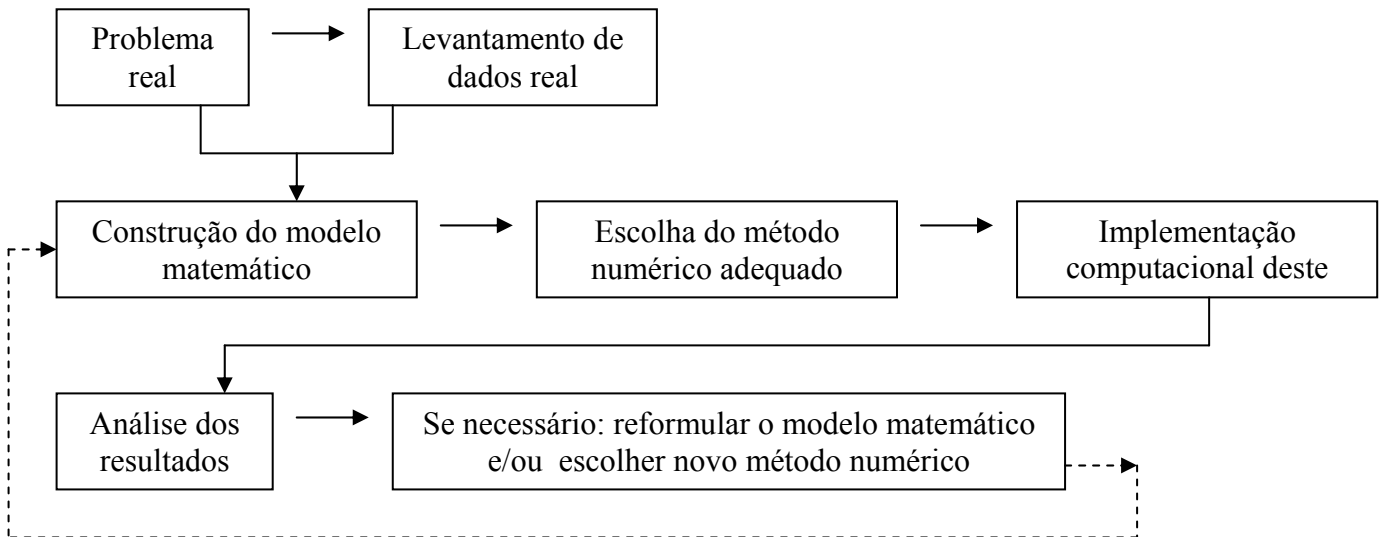 Problema
real
Levantamento de
dados real
Construção do modelo
matemático
Escolha do método
numérico adequado
Implementação
computacional deste
Análise dos
resultados
Se necessário: reformular o modelo matemático
e/ou escolher novo método numérico